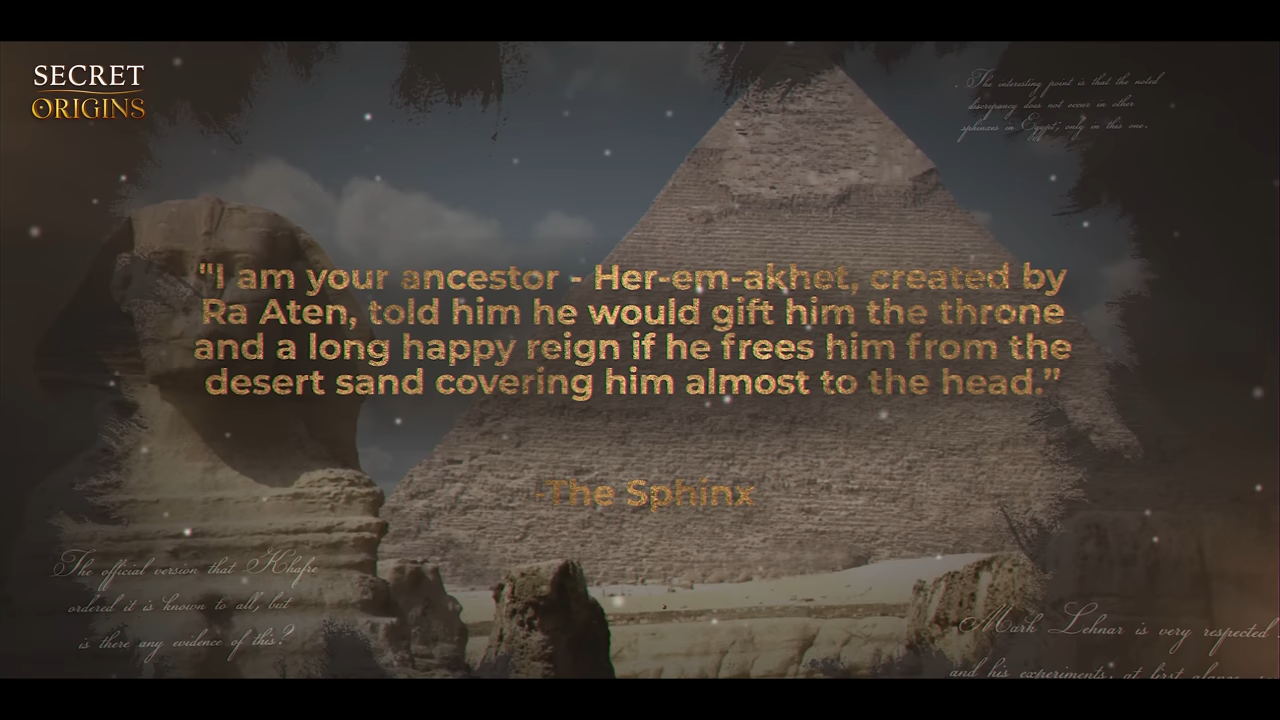 SECRET
ORIGINS
The interesting point is that the noted
discrepancy does not occur in other
sphinxes in Egypt; only in this one.
"I am your ancestor - Her-em-akhet, created by
Ra Aten, told him he would gift him the throne
and a long happy reign if he frees him from the
desert sand covering him almost to the head.”
-The Sphinx
The official version that Khafre
ordered it is known to all, but
is there any evidence of this?
Mark Lehnar is very respected
and his experiments, at first glance